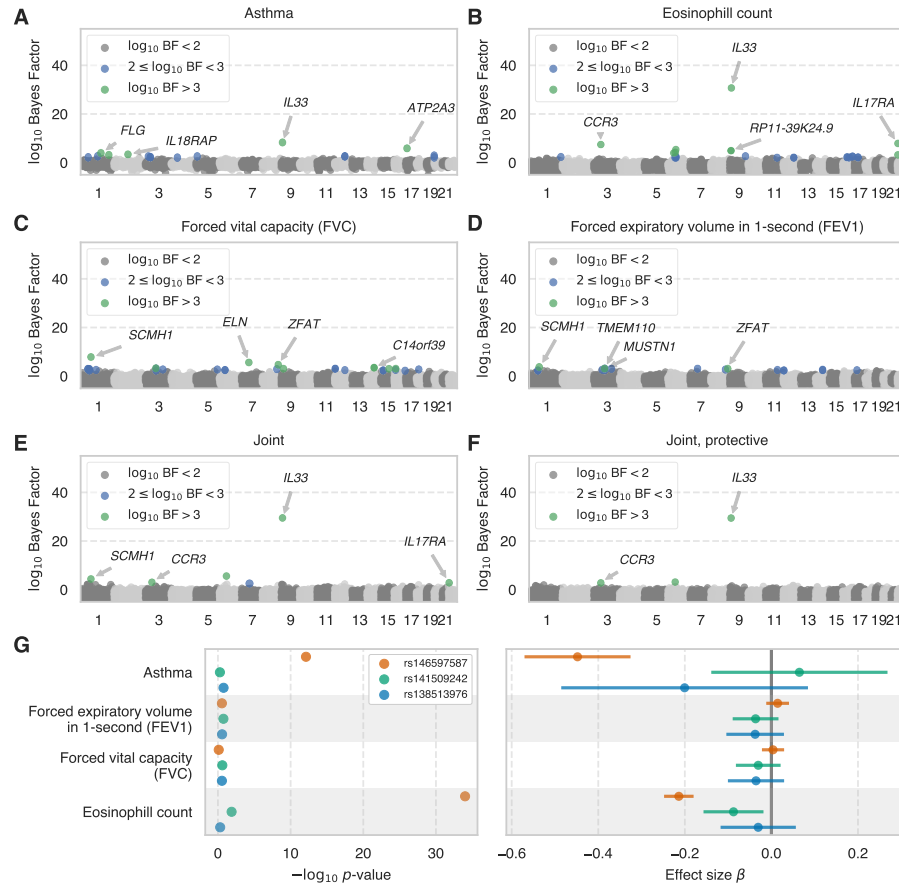 A
Asthma
log₁₀ Bayes Factor
40
20
0
log₁₀ BF < 2
2 ≤ log₁₀ BF < 3
log₁₀ BF > 3
FLG
IL18RAP
IL33
ATP2A3
1 3 5 7 9 11 13 15 17 19 21
B
Eosinophill count
log₁₀ Bayes Factor
40
20
0
log₁₀ BF < 2
2 ≤ log₁₀ BF < 3
log₁₀ BF > 3
IL33
CCR3
RP11-39K24.9
IL17RA
1 3 5 7 9 11 13 15 17 19 21
C
Forced vital capacity (FVC)
log₁₀ Bayes Factor
40
20
0
log₁₀ BF < 2
2 ≤ log₁₀ BF < 3
log₁₀ BF > 3
SCMH1
ELN
ZFAT
C14orf39
1 3 5 7 9 11 13 15 17 19 21
D
Forced expiratory volume in 1-second (FEV1)
log₁₀ Bayes Factor
40
20
0
log₁₀ BF < 2
2 ≤ log₁₀ BF < 3
log₁₀ BF > 3
SCMH1
TMEM110
MUSTN1
ZFAT
1 3 5 7 9 11 13 15 17 19 21
E
Joint
log₁₀ Bayes Factor
40
20
0
log₁₀ BF < 2
2 ≤ log₁₀ BF < 3
log₁₀ BF > 3
SCMH1
CCR3
IL33
IL17RA
1 3 5 7 9 11 13 15 17 19 21
F
Joint, protective
log₁₀ Bayes Factor
40
20
0
log₁₀ BF < 2
2 ≤ log₁₀ BF < 3
log₁₀ BF > 3
IL33
CCR3
1 3 5 7 9 11 13 15 17 19 21
G
Asthma
Forced expiratory volume
in 1-second (FEV1)
Forced vital capacity
(FVC)
Eosinophill count
rs146597587
rs141509242
rs138513976
0 10 20 30
−log₁₀ p-value
−0.6 −0.4 −0.2 0.0 0.2
Effect size β